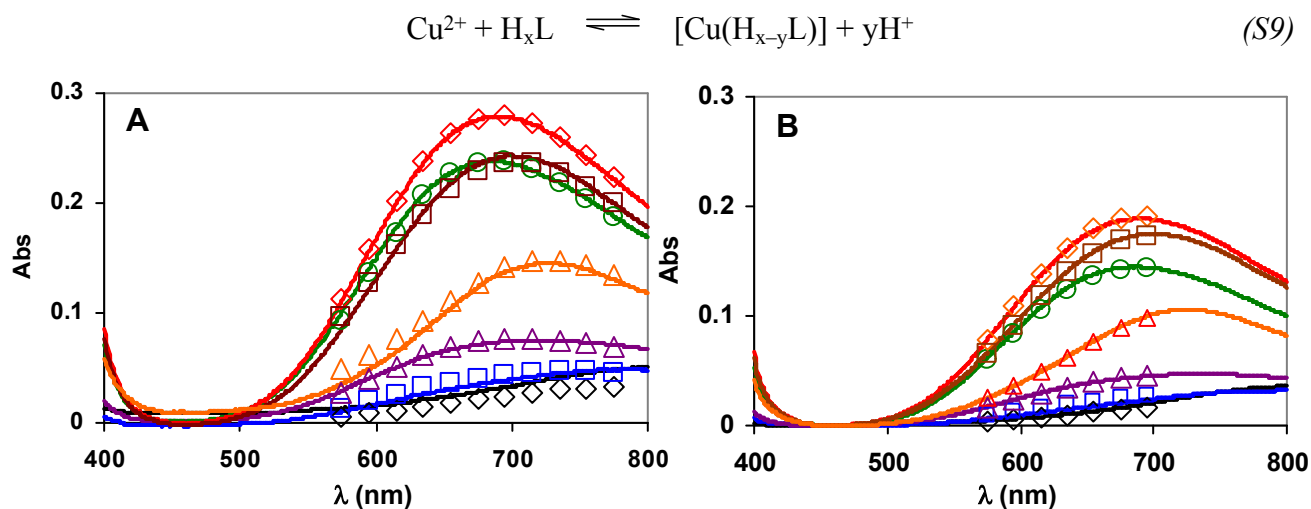 Cu²⁺ + HₓL ⇌ [Cu(Hₓ₋ᵧL)] + yH⁺ (S9)
A
Abs
0.3
0.2
0.1
0
400 500 600 700 800
λ (nm)
B
Abs
0.3
0.2
0.1
0
400 500 600 700 800
λ (nm)